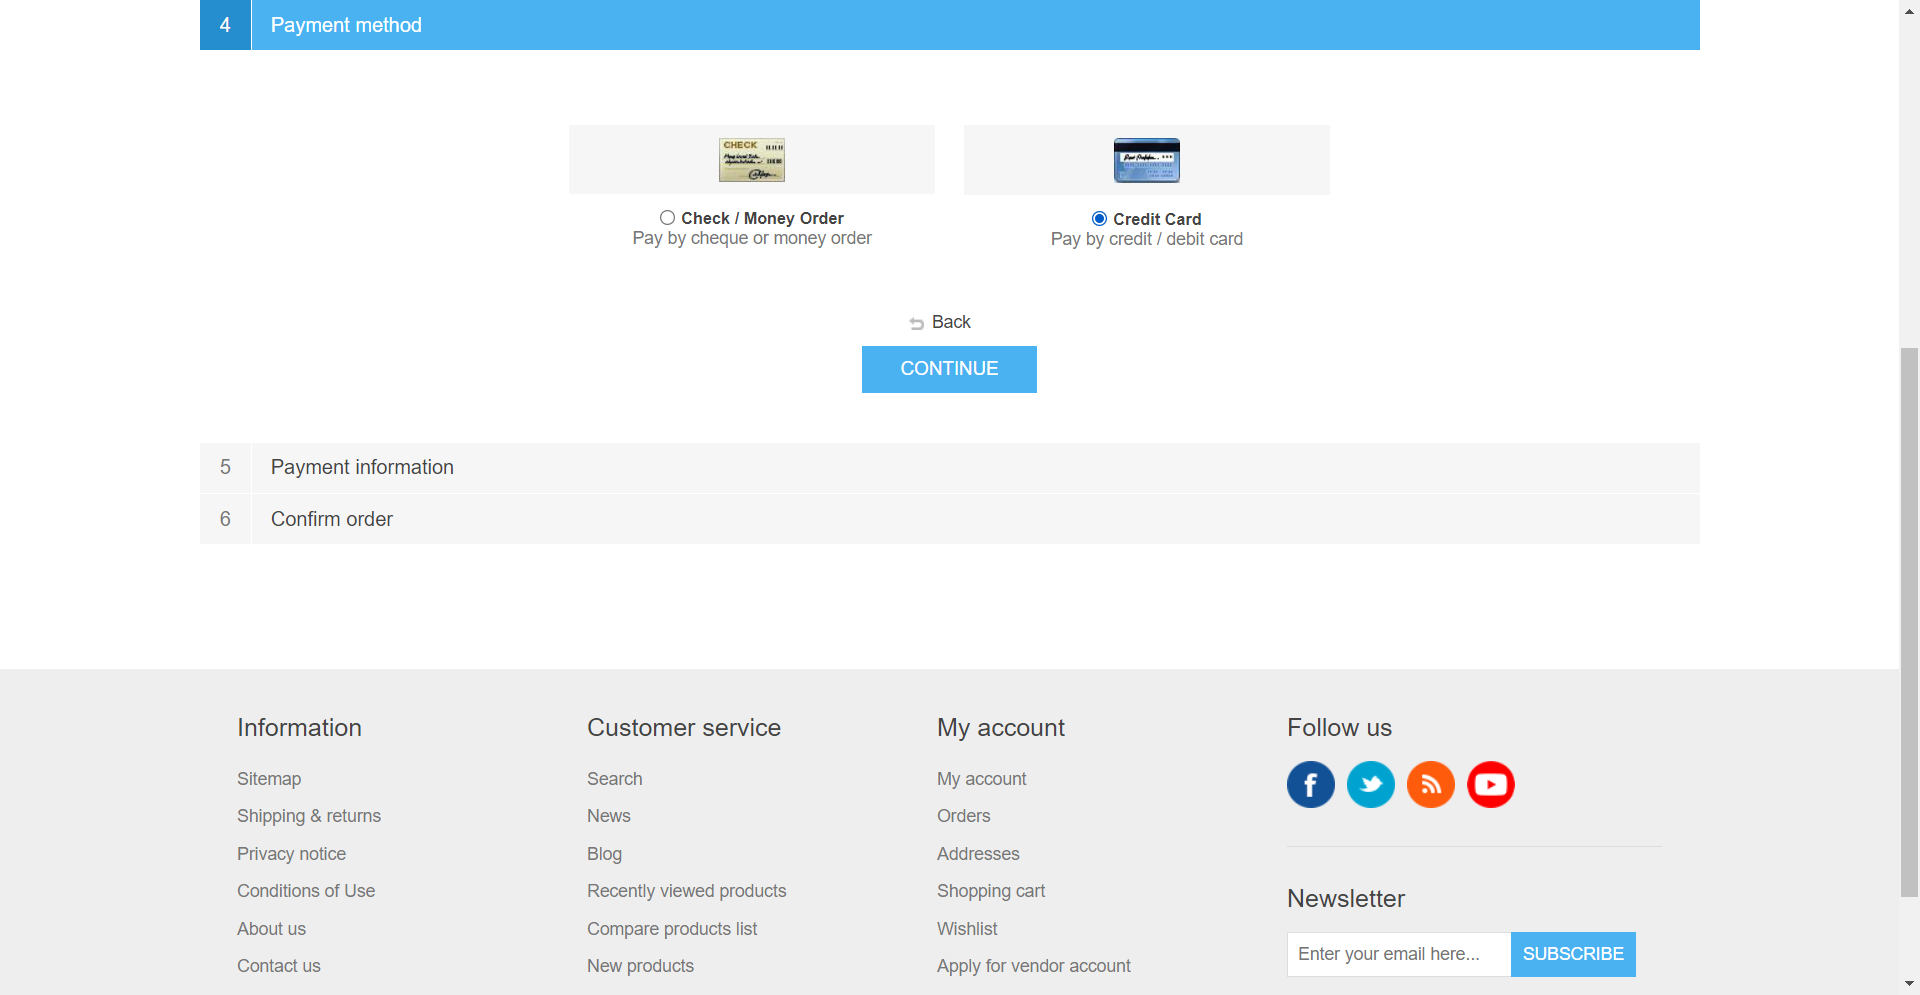 4 Payment method
CHECK
Check / Money Order
Pay by cheque or money order
Credit Card
Pay by credit / debit card
Back
CONTINUE
5 Payment information
6 Confirm order
Information
Sitemap
Shipping & returns
Privacy notice
Conditions of Use
About us
Contact us
Customer service
Search
News
Blog
Recently viewed products
Compare products list
New products
My account
My account
Orders
Addresses
Shopping cart
Wishlist
Apply for vendor account
Follow us
Newsletter
Enter your email here...
SUBSCRIBE